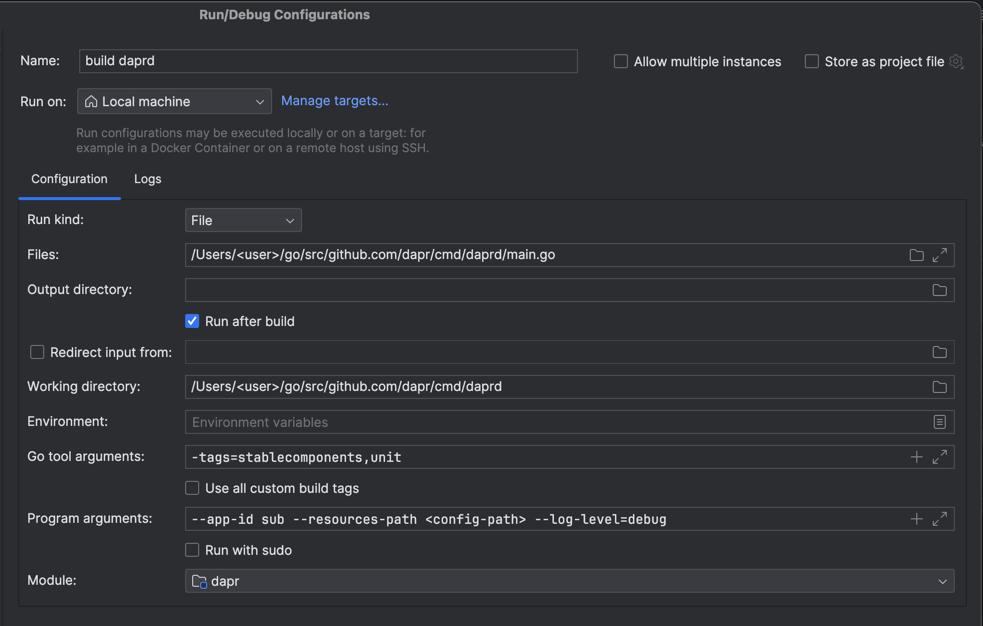 Run/Debug Configurations
Name: build daprd Allow multiple instances Store as project file
Run on: Local machine Manage targets...
Run configurations may be executed locally or on a target: for
example in a Docker Container or on a remote host using SSH.
Configuration Logs
Run kind: File
Files: /Users/<user>/go/src/github.com/dapr/cmd/daprd/main.go
Output directory:
Run after build
Redirect input from:
Working directory: /Users/<user>/go/src/github.com/dapr/cmd/daprd
Environment: Environment variables
Go tool arguments: -tags=stablecomponents,unit
Use all custom build tags
Program arguments: --app-id sub --resources-path <config-path> --log-level=debug
Run with sudo
Module: dapr